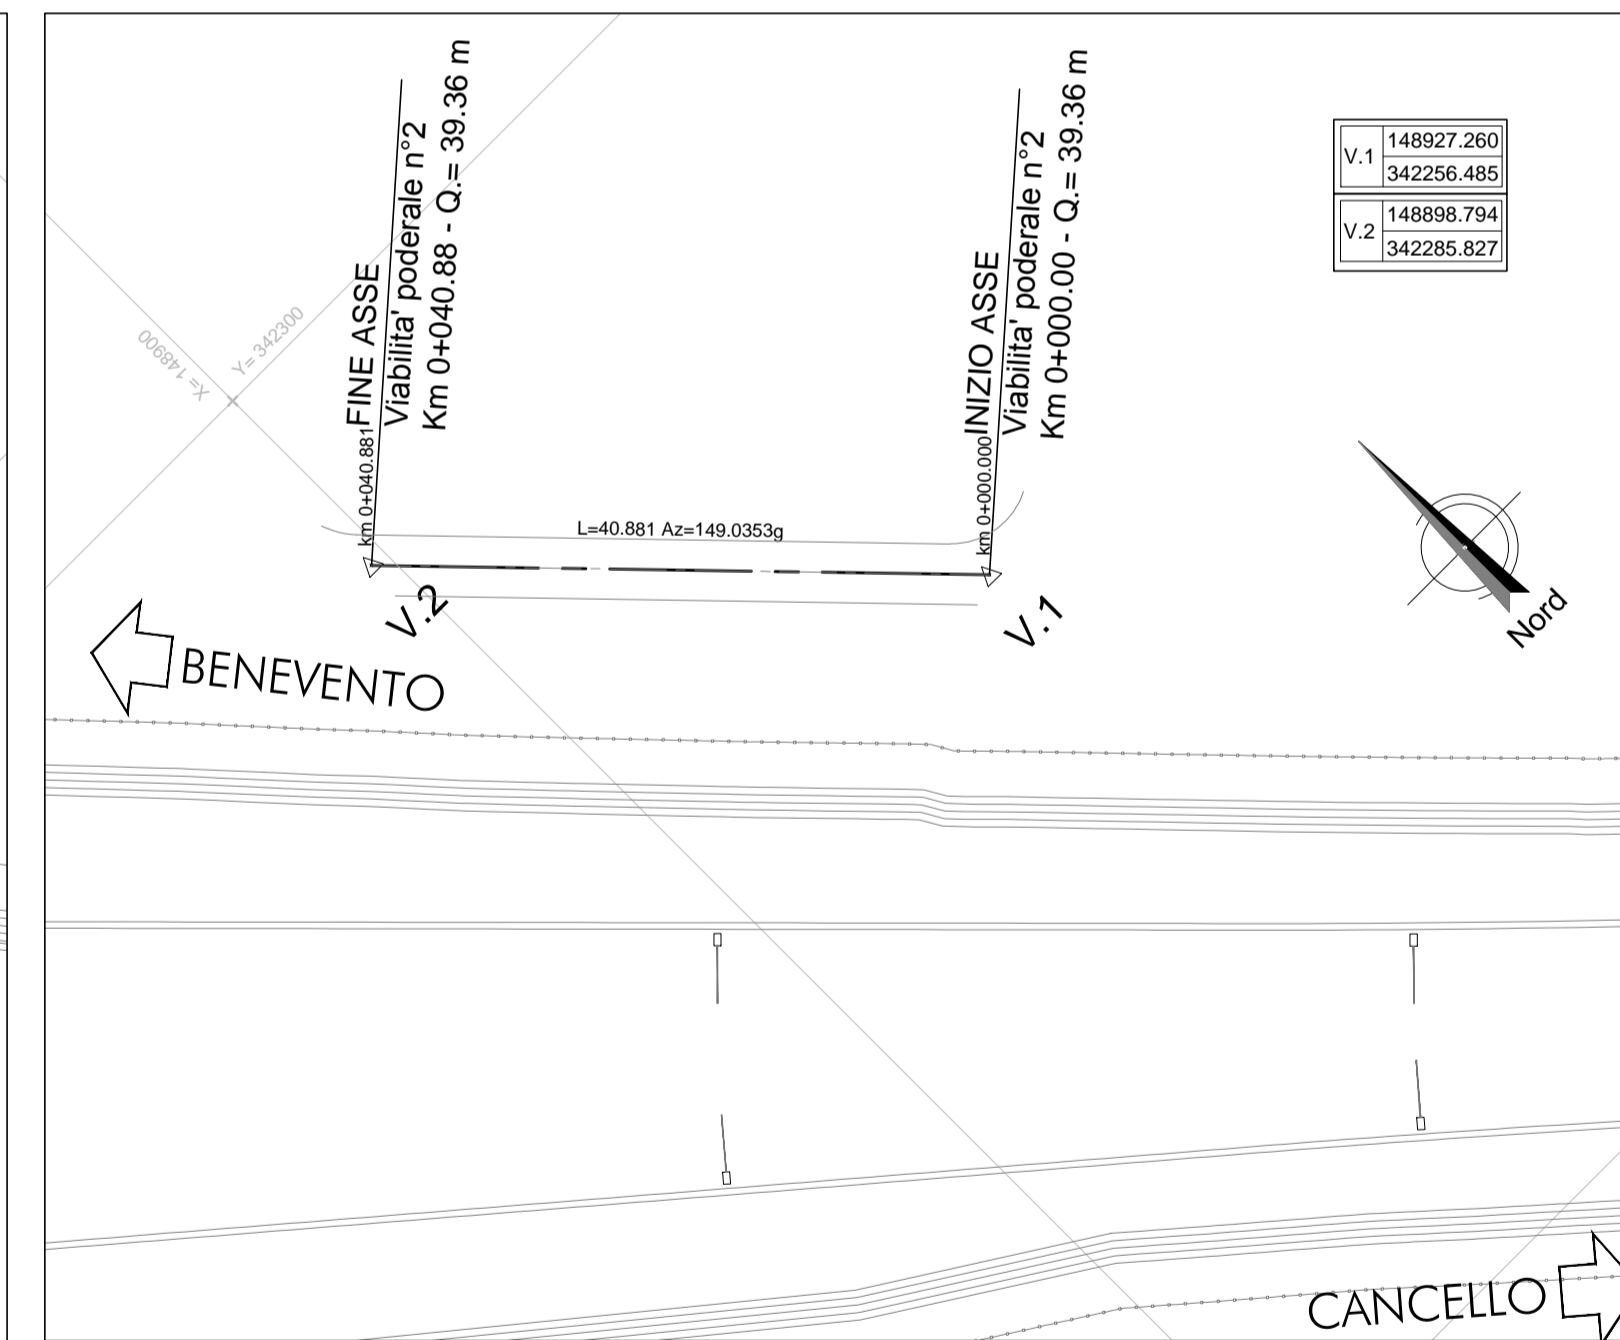 FINE ASSE
Viabilita' poderale n°2
Km 0+040.88 - Q.= 39.36 m
km 0+040.881
INIZIO ASSE
Viabilita' poderale n°2
Km 0+000.00 - Q.= 39.36 m
km 0+000.000
V.1
148927.260
342256.485
V.2
148898.794
342285.827
X= 148900
Y= 342300
L=40.881 Az=149.0353g
V.2
V.1
Nord
BENEVENTO
CANCELLO